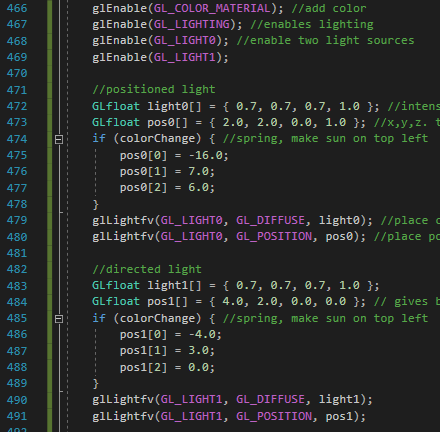 466 glEnable(GL_COLOR_MATERIAL); //add color
467 glEnable(GL_LIGHTING); //enables lighting
468 glEnable(GL_LIGHT0); //enable two light sources
469 glEnable(GL_LIGHT1);
470
471 //positioned light
472 GLfloat light0[] = { 0.7, 0.7, 0.7, 1.0 }; //intens
473 GLfloat pos0[] = { 2.0, 2.0, 0.0, 1.0 }; //x,y,z. t
474 if (colorChange) { //spring, make sun on top left
475 pos0[0] = -16.0;
476 pos0[1] = 7.0;
477 pos0[2] = 6.0;
478 }
479 glLightfv(GL_LIGHT0, GL_DIFFUSE, light0); //place
480 glLightfv(GL_LIGHT0, GL_POSITION, pos0); //place po
481
482 //directed light
483 GLfloat light1[] = { 0.7, 0.7, 0.7, 1.0 };
484 GLfloat pos1[] = { 4.0, 2.0, 0.0, 0.0 }; // gives b
485 if (colorChange) { //spring, make sun on top left
486 pos1[0] = -4.0;
487 pos1[1] = 3.0;
488 pos1[2] = 0.0;
489 }
490 glLightfv(GL_LIGHT1, GL_DIFFUSE, light1);
491 glLightfv(GL_LIGHT1, GL_POSITION, pos1);